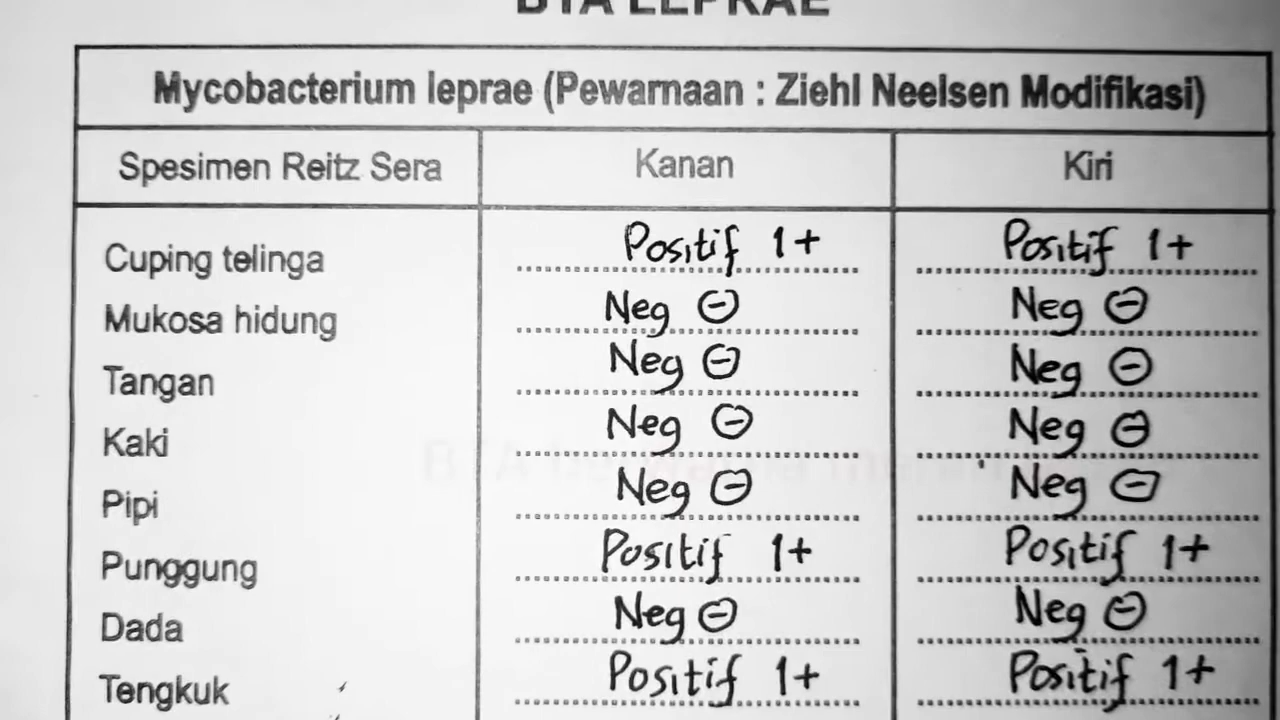 BTA LEPRAE
Mycobacterium leprae (Pewarnaan : Ziehl Neelsen Modifikasi)
Spesimen Reitz Sera Kanan Kiri
Cuping telinga Positif 1+ Positif 1+
Mukosa hidung Neg ⊖ Neg ⊖
Tangan Neg ⊖ Neg ⊖
Kaki Neg ⊖ Neg ⊖
Pipi Neg ⊖ Neg ⊖
Punggung Positif 1+ Positif 1+
Dada Neg ⊖ Neg ⊖
Tengkuk Positif 1+ Positif 1+